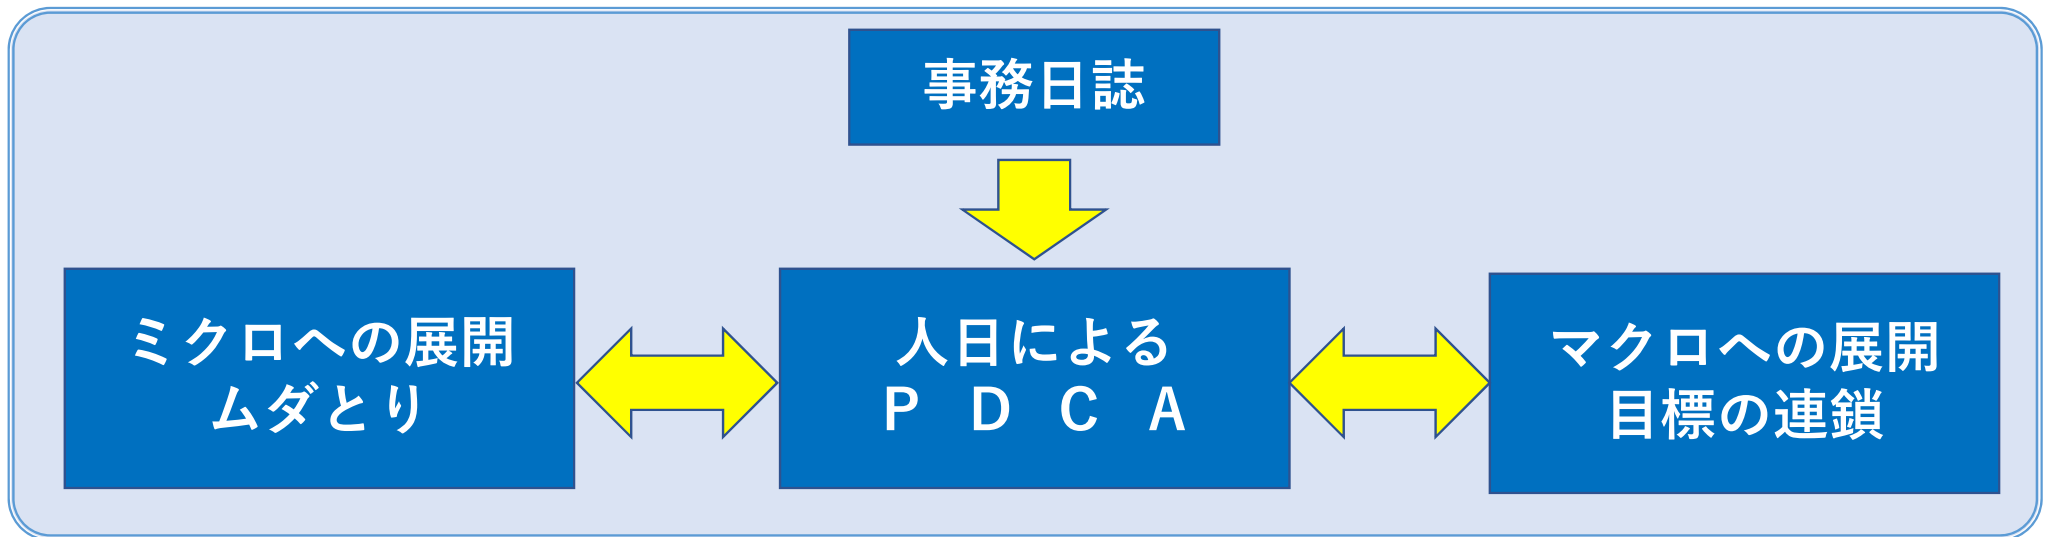 事務日誌
ミクロへの展開
ムダとり
人日による
Ｐ　Ｄ　Ｃ　Ａ
マクロへの展開
目標の連鎖